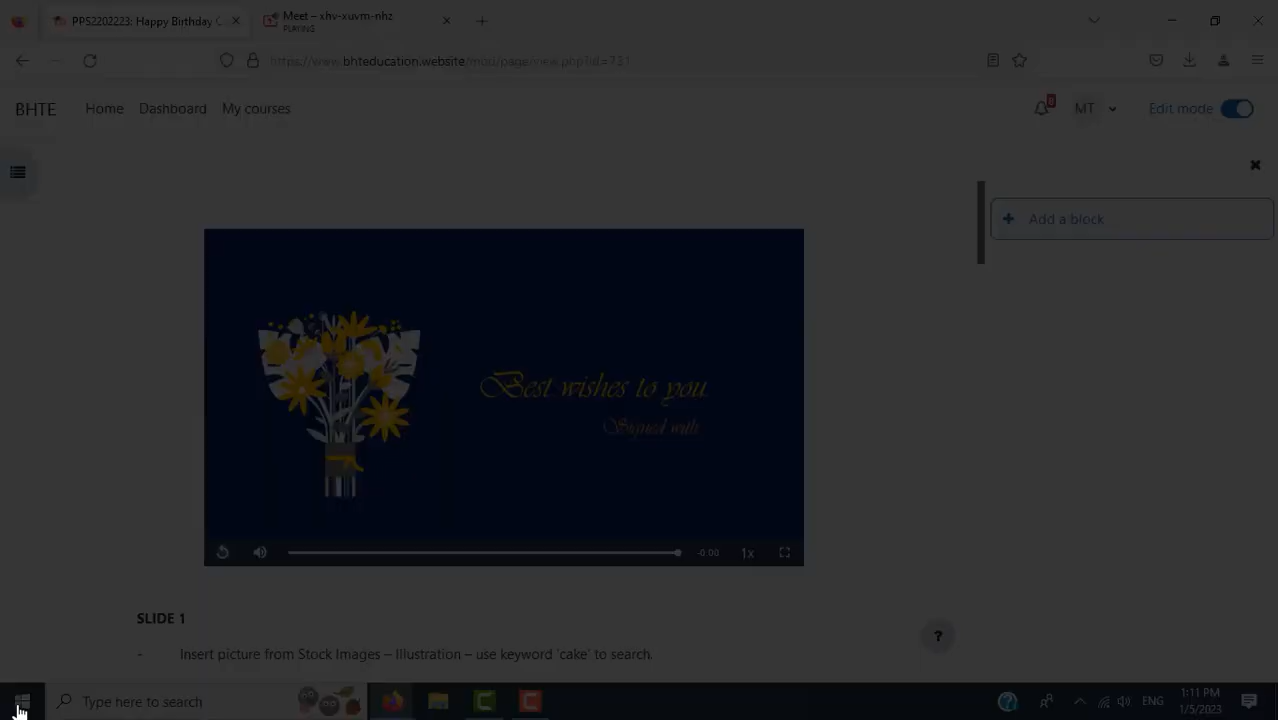 PPS2202223: Happy Birthday C
Meet – xhv-xuvm-nhz
PLAYING
https://www.bhteducation.website/mod/page/view.php?id=731
BHTE
Home
Dashboard
My courses
MT
Edit mode
Add a block
Best wishes to you.
Signed with
-0:00
1x
SLIDE 1
- Insert picture from Stock Images – Illustration – use keyword 'cake' to search.
?
Type here to search
ENG
1:11 PM
1/5/2023